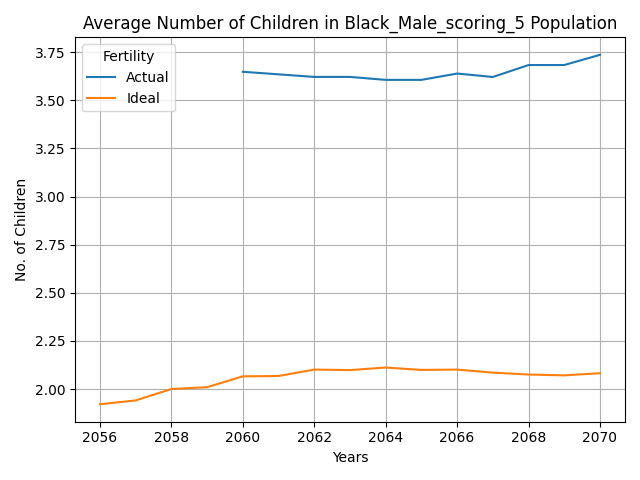 Average Number of Children in Black_Male_scoring_5 Population
Fertility
Actual
Ideal
No. of Children
3.75
3.50
3.25
3.00
2.75
2.50
2.25
2.00
2056 2058 2060 2062 2064 2066 2068 2070
Years